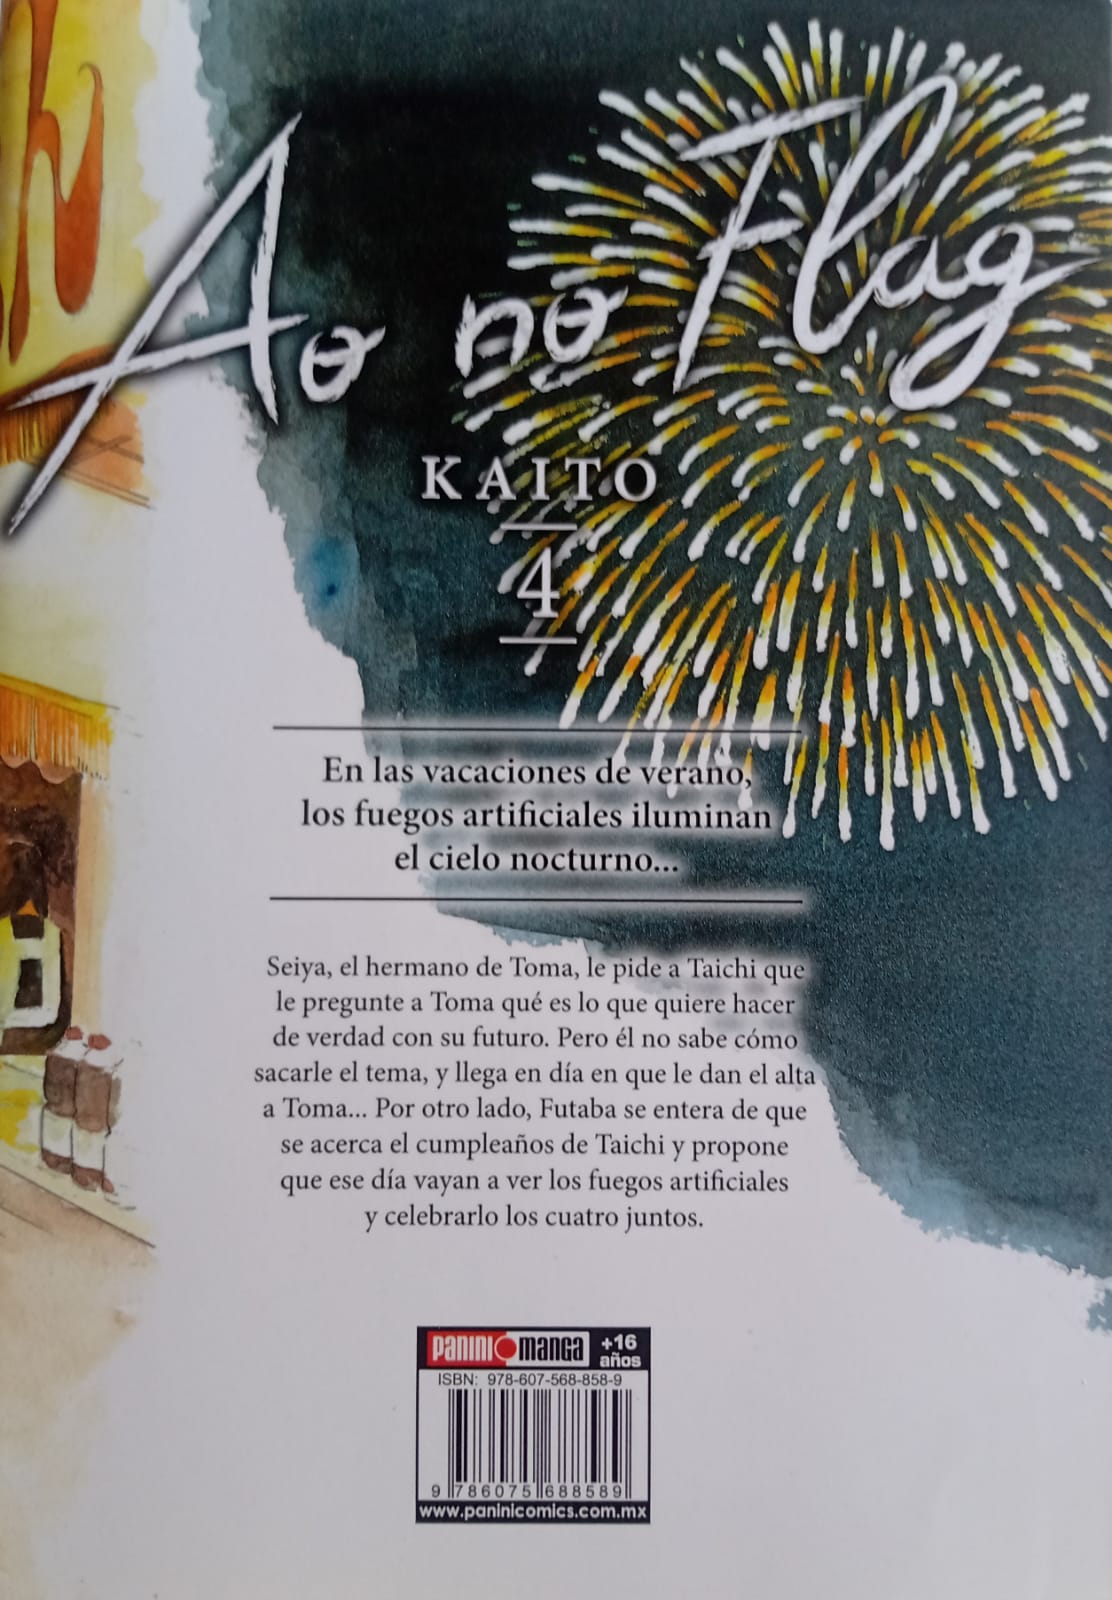 Ao no Flag
KAITO
4
En las vacaciones de verano,
los fuegos artificiales iluminan
el cielo nocturno...
Seiya, el hermano de Toma, le pide a Taichi que
le pregunte a Toma qué es lo que quiere hacer
de verdad con su futuro. Pero él no sabe cómo
sacarle el tema, y llega en día en que le dan el alta
a Toma... Por otro lado, Futaba se entera de que
se acerca el cumpleaños de Taichi y propone
que ese día vayan a ver los fuegos artificiales
y celebrarlo los cuatro juntos.
panini manga +16 años
ISBN: 978-607-568-858-9
9 786075 688589
www.paninicomics.com.mx